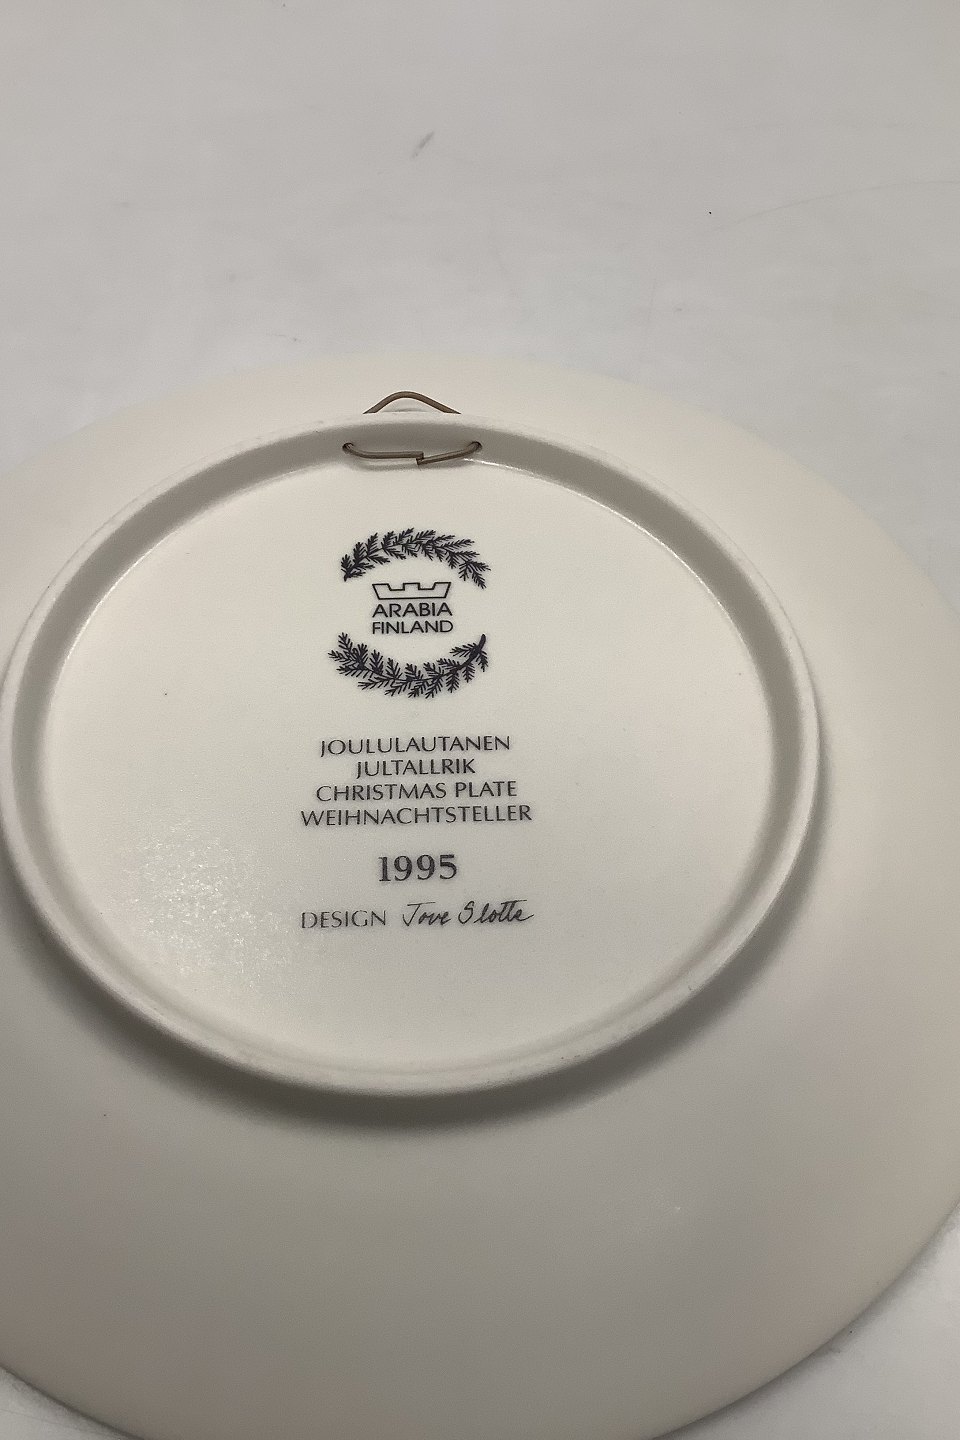 ARABIA
FINLAND
JOULULAUTANEN
JULTALLRIK
CHRISTMAS PLATE
WEIHNACHTSTELLER
1995
DESIGN Tove Slotte